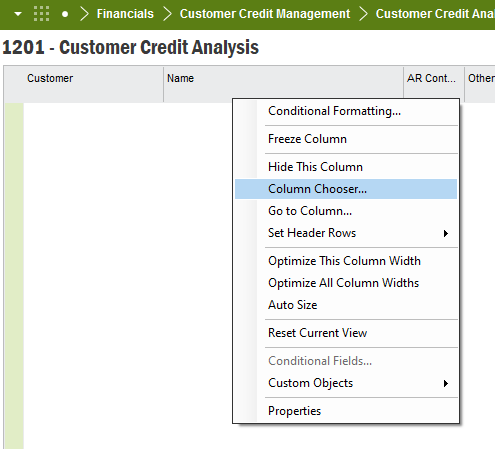 Financials Customer Credit Management Customer Credit Ana
1201 - Customer Credit Analysis
Customer Name AR Cont... Other
Conditional Formatting...
Freeze Column
Hide This Column
Column Chooser...
Go to Column...
Set Header Rows
Optimize This Column Width
Optimize All Column Widths
Auto Size
Reset Current View
Conditional Fields...
Custom Objects
Properties